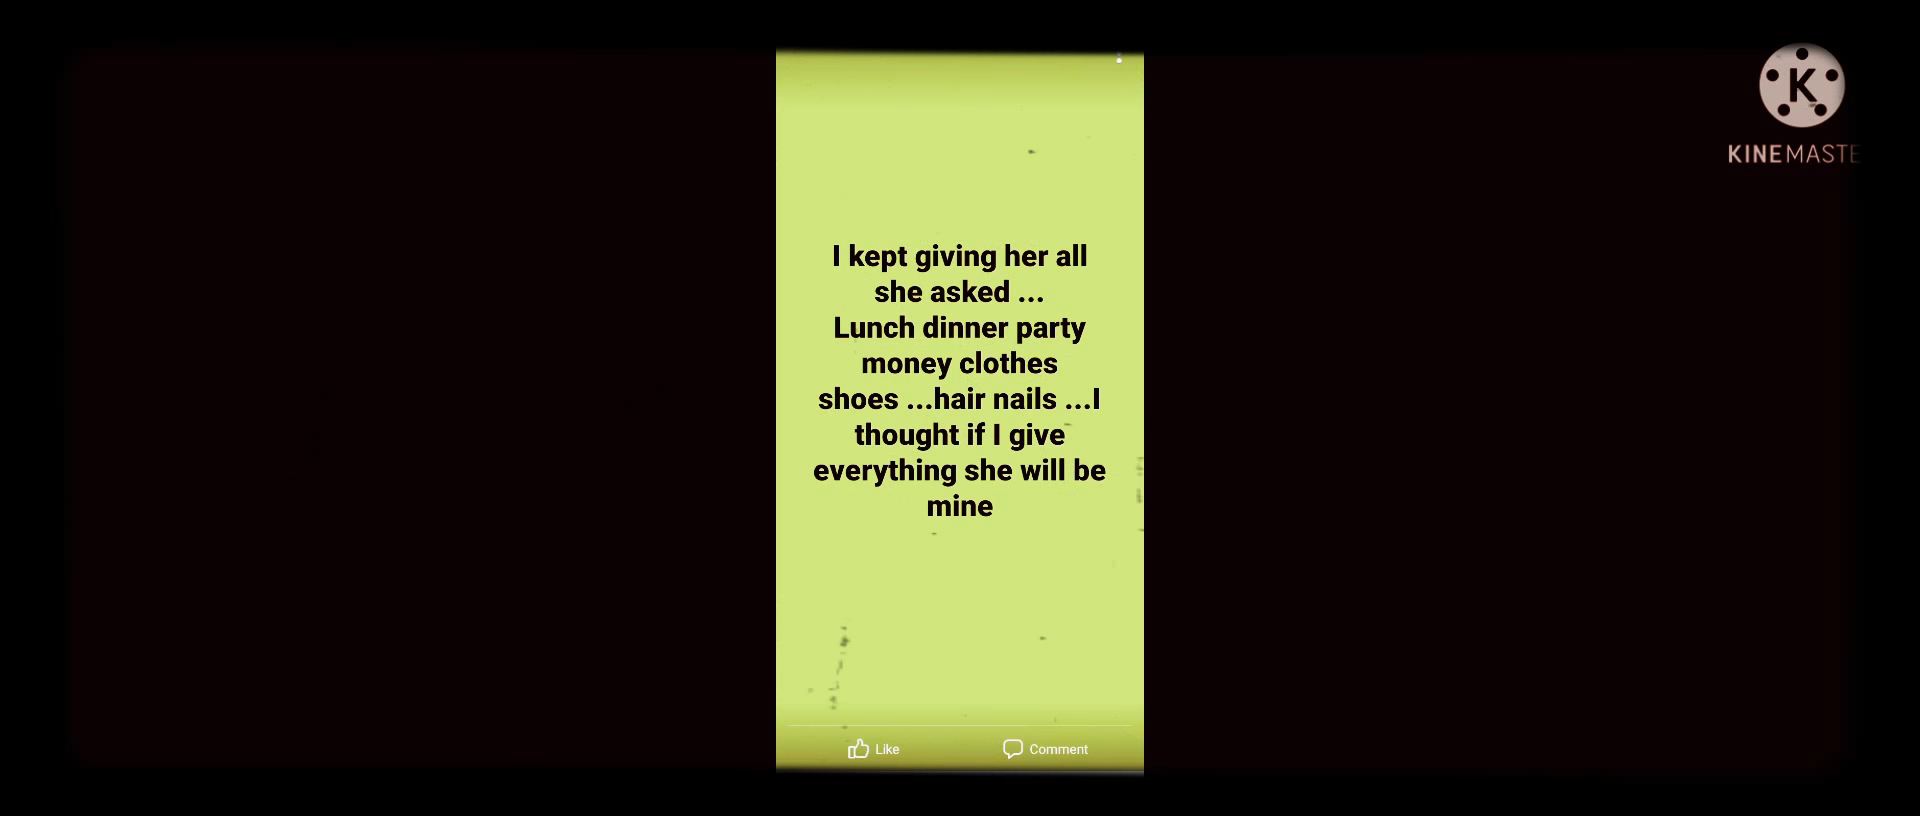 I kept giving her all
she asked ...
Lunch dinner party
money clothes
shoes ...hair nails ...I
thought if I give
everything she will be
mine
Like
Comment
K
KINEMASTE